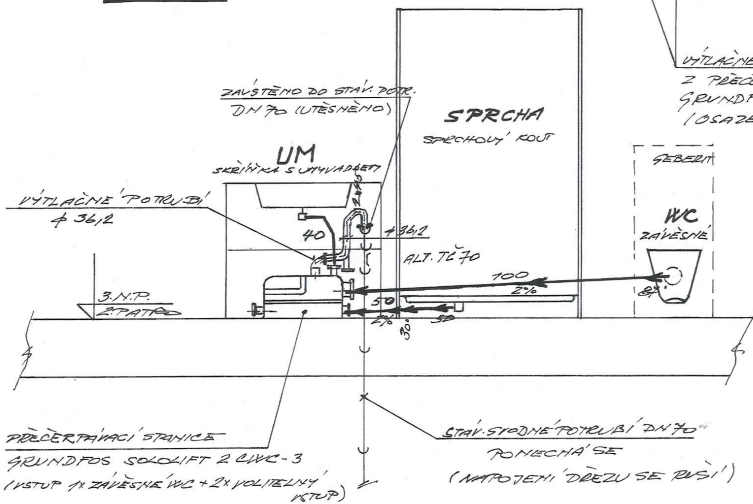 VÝTLAČNÉ
Z PŘEČ
GRUNDF
(OSAZE
ZAÚSTĚNO DO STÁV. POTR.
DN 70 (UTĚSNĚNO)
SPRCHA
SPRCHOVÝ KOUT
GEBERIT
UM
SKŘÍŇKA S UMYVADLEM
WC
ZÁVĚSNÉ
VÝTLAČNÉ POTRUBÍ
ϕ 36,2
40
ϕ 36,2
ALT. TČ 70
100
2%
87°
3.N.P.
2.PATRO
50
2%
30°
50
PŘEČERPÁVACÍ STANICE
GRUNDFOS SOLOLIFT 2 CWC-3
(VSTUP 1x ZÁVĚSNÉ WC + 2x VOLITELNÝ
VSTUP)
STÁV. SVODNÉ POTRUBÍ DN 70
PONECHÁ SE
(NAPOJENÍ DŘEZU SE RUŠÍ)